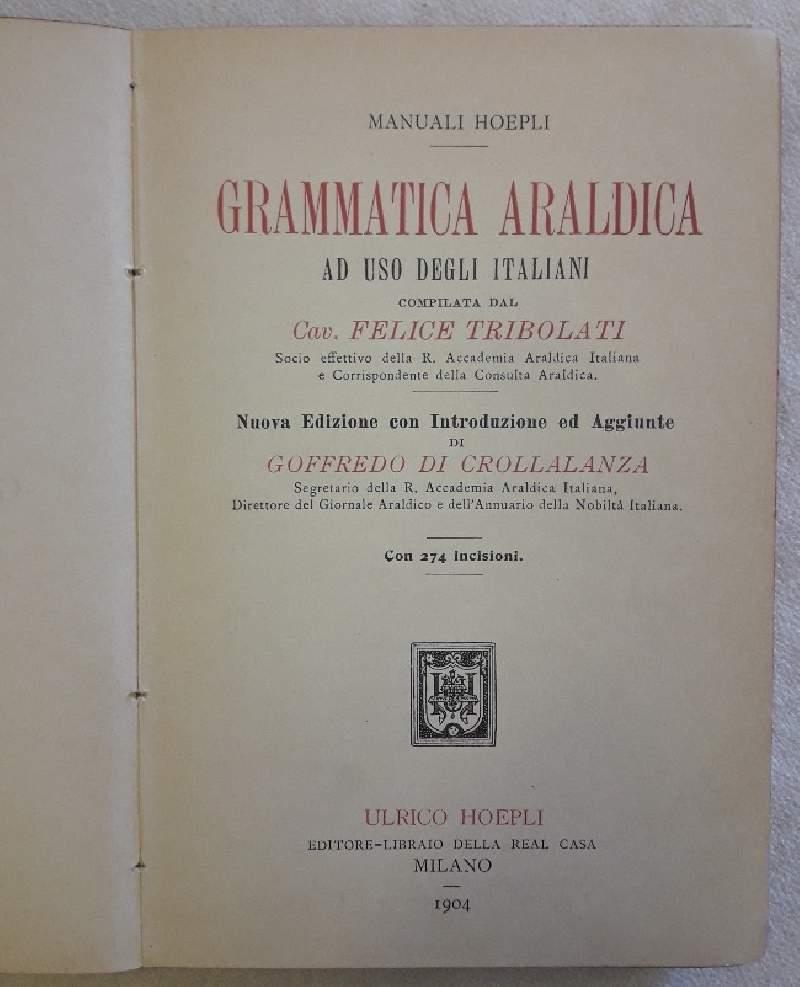 MANUALI HOEPLI
GRAMMATICA ARALDICA
AD USO DEGLI ITALIANI
COMPILATA DAL
Cav. FELICE TRIBOLATI
Socio effettivo della R. Accademia Araldica Italiana
e Corrispondente della Consulta Araldica.
Nuova Edizione con Introduzione ed Aggiunte
DI
GOFFREDO DI CROLLALANZA
Segretario della R. Accademia Araldica Italiana,
Direttore del Giornale Araldico e dell'Annuario della Nobiltà Italiana.
Con 274 incisioni.
ULRICO HOEPLI
EDITORE-LIBRAIO DELLA REAL CASA
MILANO
1904